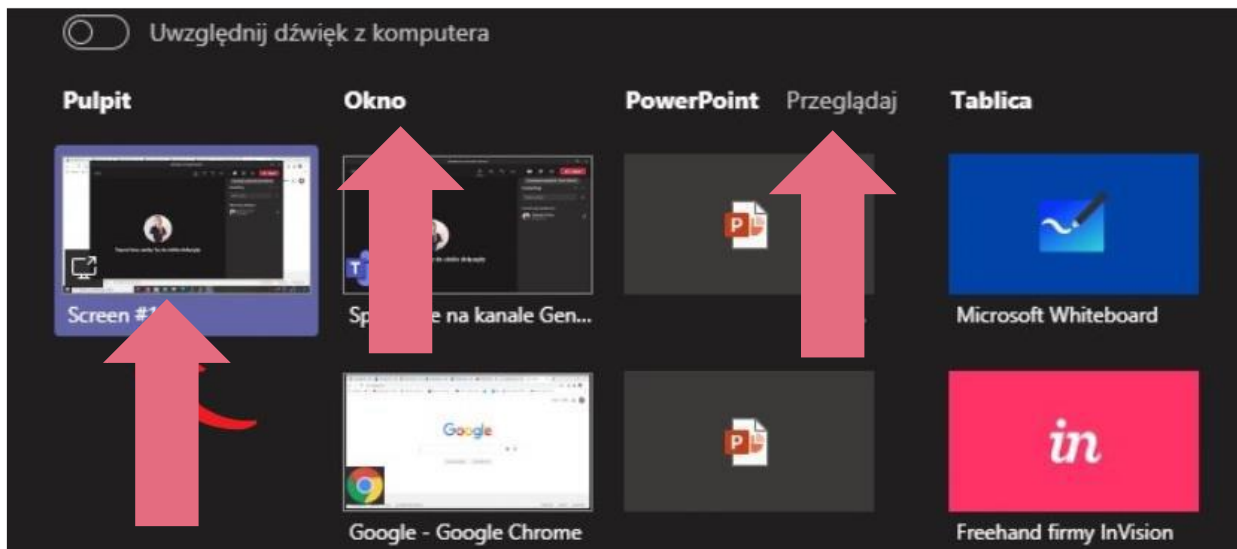 Uwzględnij dźwięk z komputera
Pulpit
Okno
PowerPoint Przeglądaj
Tablica
Screen #1
na kanale Gen...
Microsoft Whiteboard
Google
Google - Google Chrome
in
Freehand firmy InVision